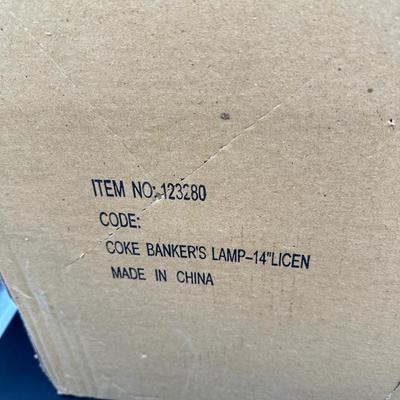 ITEM NO: 123280
CODE:
COKE BANKER'S LAMP-14"LICEN
MADE IN CHINA